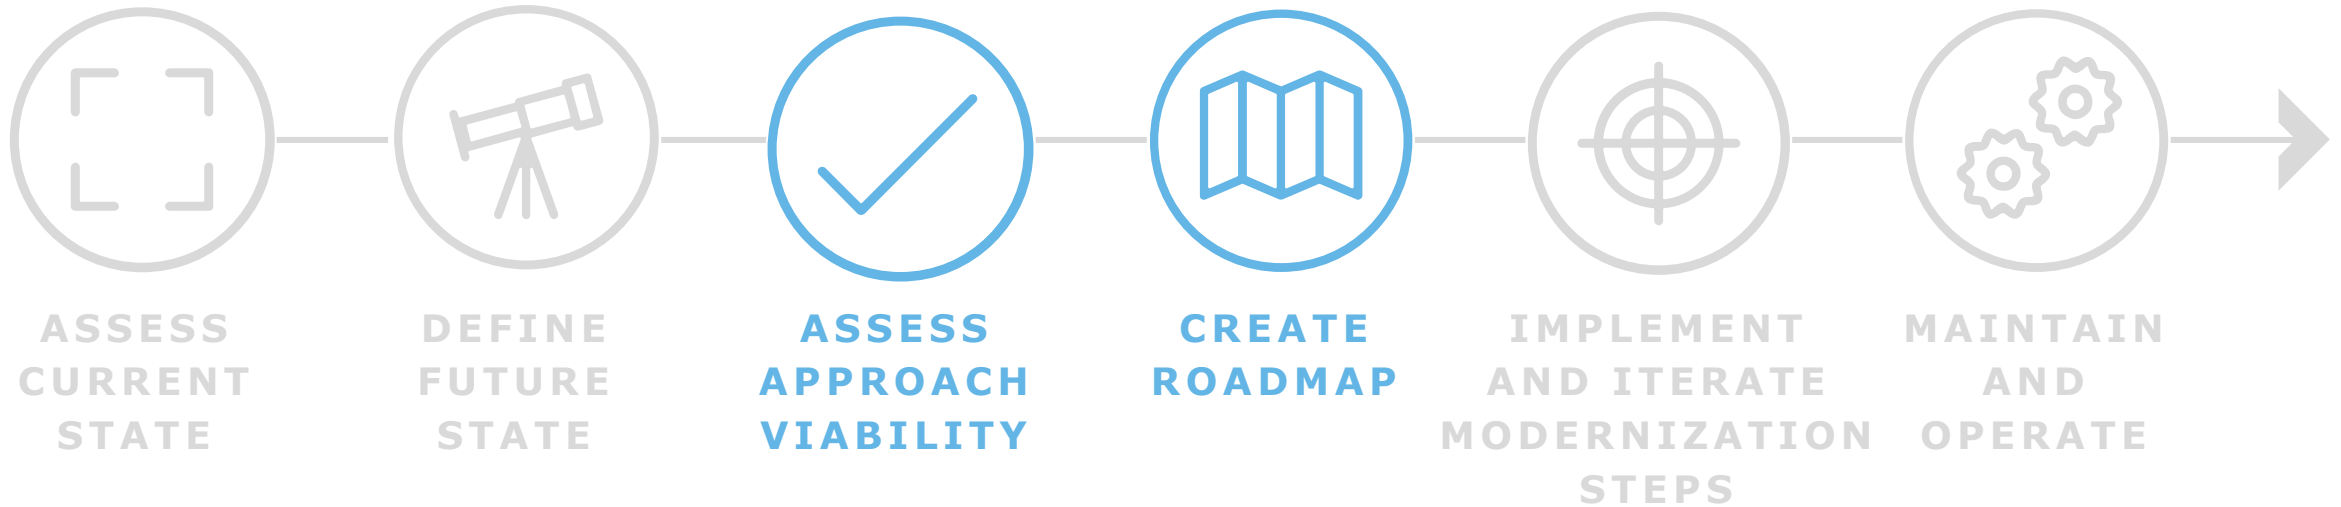 ASSESS
CURRENT
STATE
DEFINE
FUTURE
STATE
ASSESS
APPROACH
VIABILITY
CREATE
ROADMAP
IMPLEMENT
AND ITERATE
MODERNIZATION
STEPS
MAINTAIN
AND
OPERATE